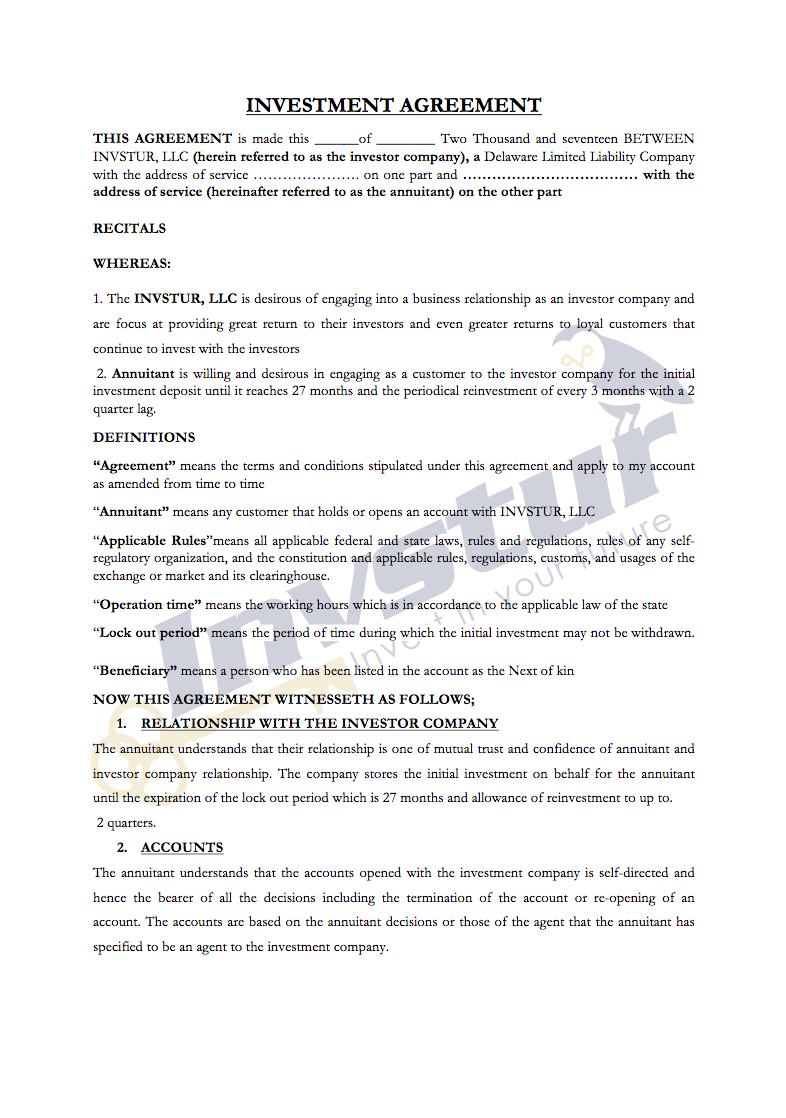 INVESTMENT AGREEMENT
THIS AGREEMENT is made this ______of ________ Two Thousand and seventeen BETWEEN
INVSTUR, LLC (herein referred to as the investor company), a Delaware Limited Liability Company
with the address of service …………………. on one part and ……………………………… with the
address of service (hereinafter referred to as the annuitant) on the other part
RECITALS
WHEREAS:
1. The INVSTUR, LLC is desirous of engaging into a business relationship as an investor company and
are focus at providing great return to their investors and even greater returns to loyal customers that
continue to invest with the investors
2. Annuitant is willing and desirous in engaging as a customer to the investor company for the initial
investment deposit until it reaches 27 months and the periodical reinvestment of every 3 months with a 2
quarter lag.
DEFINITIONS
“Agreement” means the terms and conditions stipulated under this agreement and apply to my account
as amended from time to time
“Annuitant” means any customer that holds or opens an account with INVSTUR, LLC
“Applicable Rules”means all applicable federal and state laws, rules and regulations, rules of any self-
regulatory organization, and the constitution and applicable rules, regulations, customs, and usages of the
exchange or market and its clearinghouse.
“Operation time” means the working hours which is in accordance to the applicable law of the state
“Lock out period” means the period of time during which the initial investment may not be withdrawn.
“Beneficiary” means a person who has been listed in the account as the Next of kin
NOW THIS AGREEMENT WITNESSETH AS FOLLOWS;
1. RELATIONSHIP WITH THE INVESTOR COMPANY
The annuitant understands that their relationship is one of mutual trust and confidence of annuitant and
investor company relationship. The company stores the initial investment on behalf for the annuitant
until the expiration of the lock out period which is 27 months and allowance of reinvestment to up to.
2 quarters.
2. ACCOUNTS
The annuitant understands that the accounts opened with the investment company is self-directed and
hence the bearer of all the decisions including the termination of the account or re-opening of an
account. The accounts are based on the annuitant decisions or those of the agent that the annuitant has
specified to be an agent to the investment company.
Invstur
Invest in your future